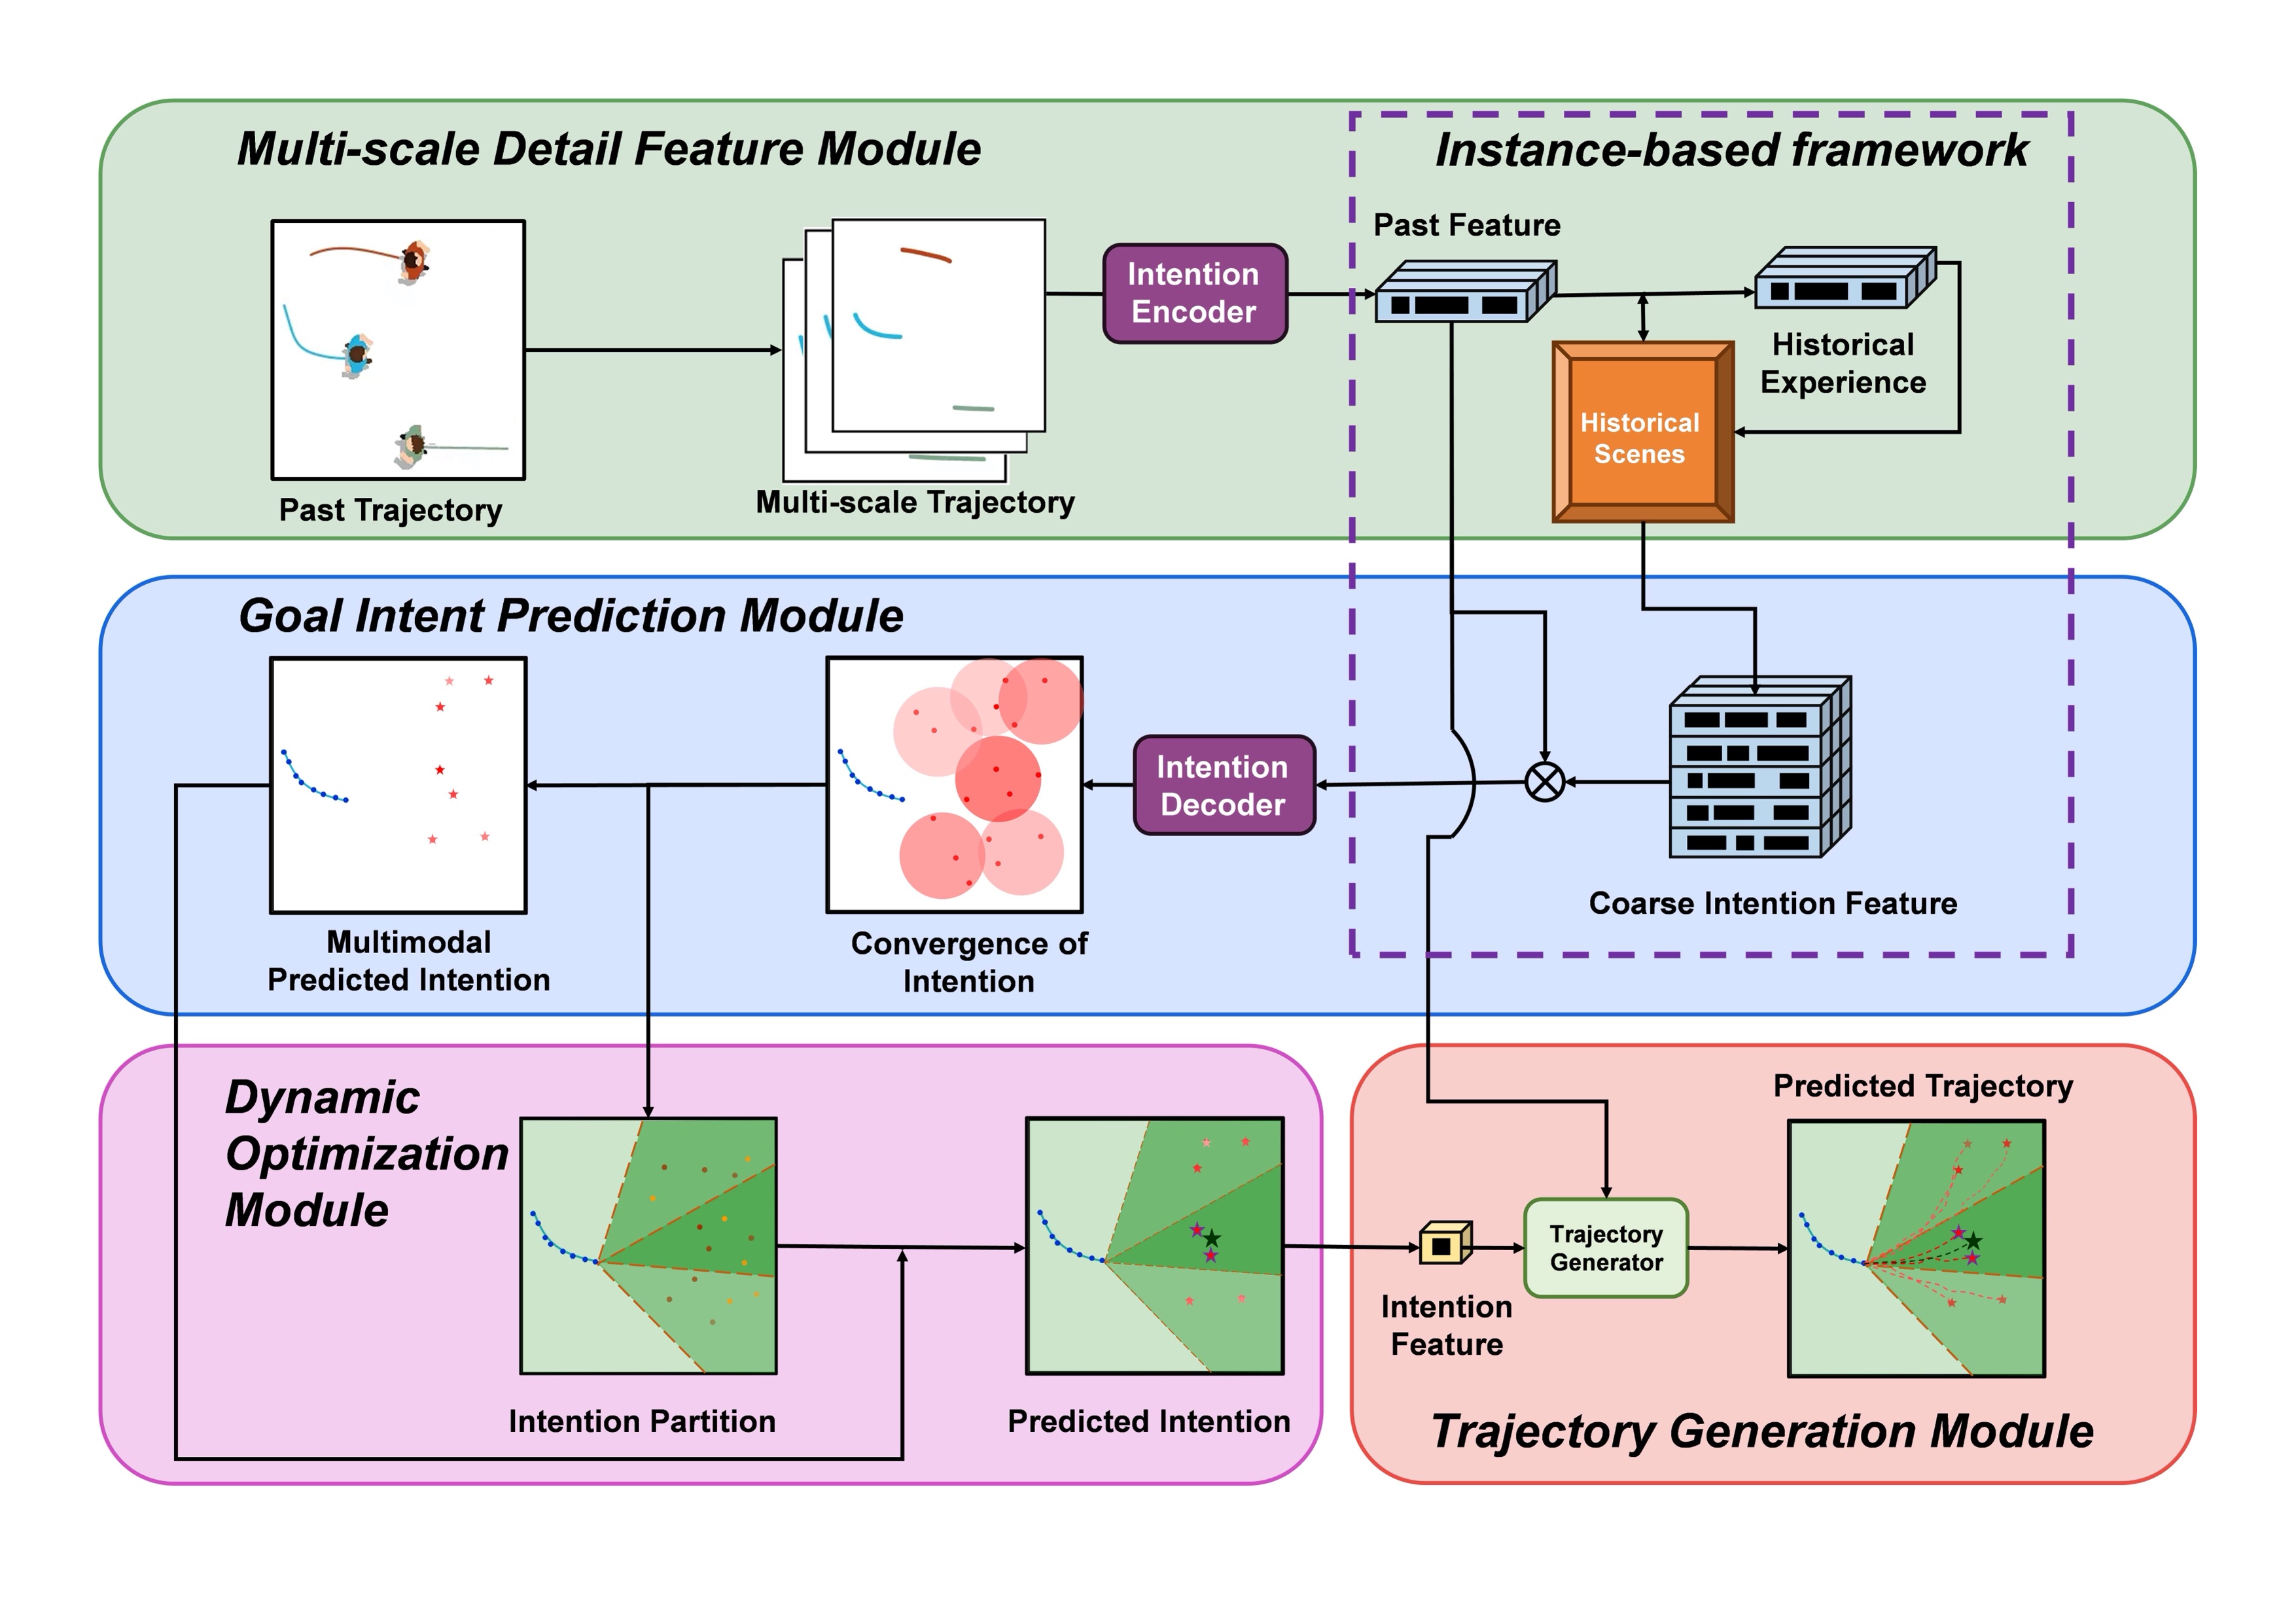 Multi-scale Detail Feature Module
Instance-based framework
Past Feature
Intention
Encoder
Historical
Experience
Historical
Scenes
Past Trajectory
Multi-scale Trajectory
Goal Intent Prediction Module
Intention
Decoder
Coarse Intention Feature
Multimodal
Predicted Intention
Convergence of
Intention
Dynamic
Optimization
Module
Predicted Trajectory
Trajectory
Generator
Intention
Feature
Intention Partition
Predicted Intention
Trajectory Generation Module